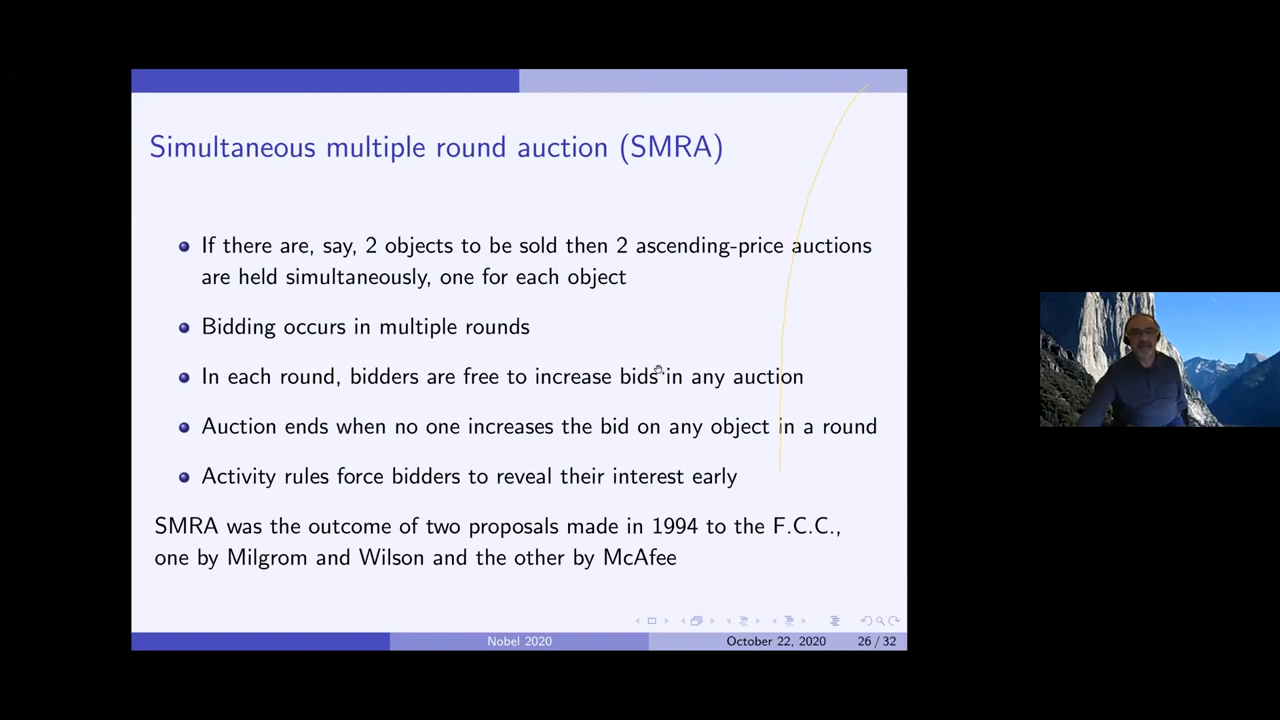 Simultaneous multiple round auction (SMRA)
If there are, say, 2 objects to be sold then 2 ascending-price auctions
are held simultaneously, one for each object
Bidding occurs in multiple rounds
In each round, bidders are free to increase bids in any auction
Auction ends when no one increases the bid on any object in a round
Activity rules force bidders to reveal their interest early
SMRA was the outcome of two proposals made in 1994 to the F.C.C.,
one by Milgrom and Wilson and the other by McAfee
Nobel 2020 October 22, 2020 26 / 32